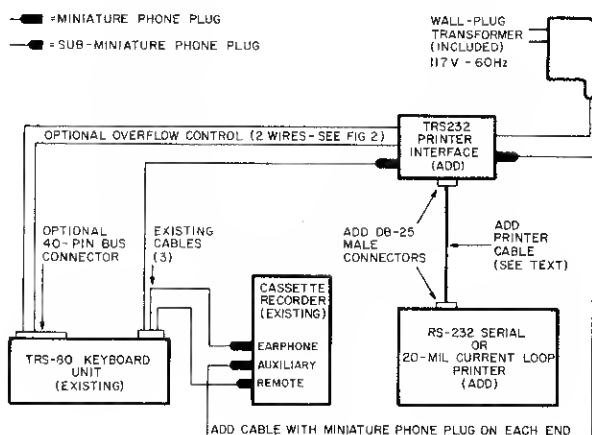 =MINIATURE PHONE PLUG
=SUB-MINIATURE PHONE PLUG
WALL-PLUG
TRANSFORMER
(INCLUDED)
117V-60Hz
OPTIONAL OVERFLOW CONTROL (2 WIRES-SEE FIG 2)
TRS232
PRINTER
INTERFACE
(ADD)
OPTIONAL
40-PIN BUS
CONNECTOR
EXISTING
CABLES
(3)
ADD DB-25
MALE
CONNECTORS
ADD
PRINTER
CABLE
(SEE TEXT)
CASSETTE
RECORDER
(EXISTING)
EARPHONE
AUXILIARY
REMOTE
TRS-80 KEYBOARD
UNIT
(EXISTING)
RS-232 SERIAL
OR
20-MIL CURRENT LOOP
PRINTER
(ADD)
ADD CABLE WITH MINIATURE PHONE PLUG ON EACH END